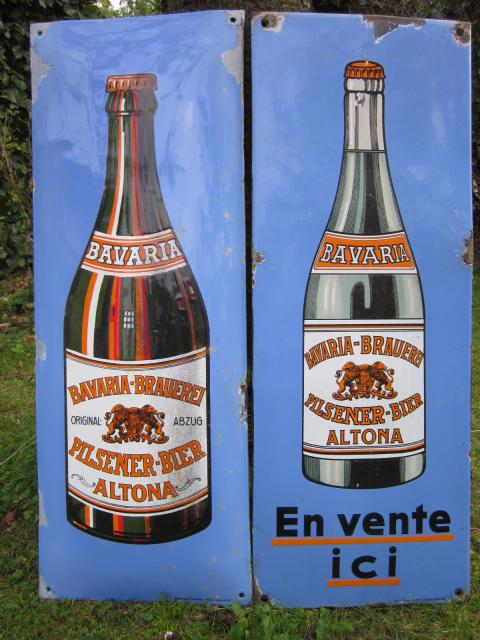 BAVARIA
BAVARIA-BRAUEREI
ORIGINAL- ABZUG
PILSENER-BIER
ALTONA
BAVARIA
BAVARIA-BRAUEREI
PILSENER-BIER
ALTONA
En vente
ici